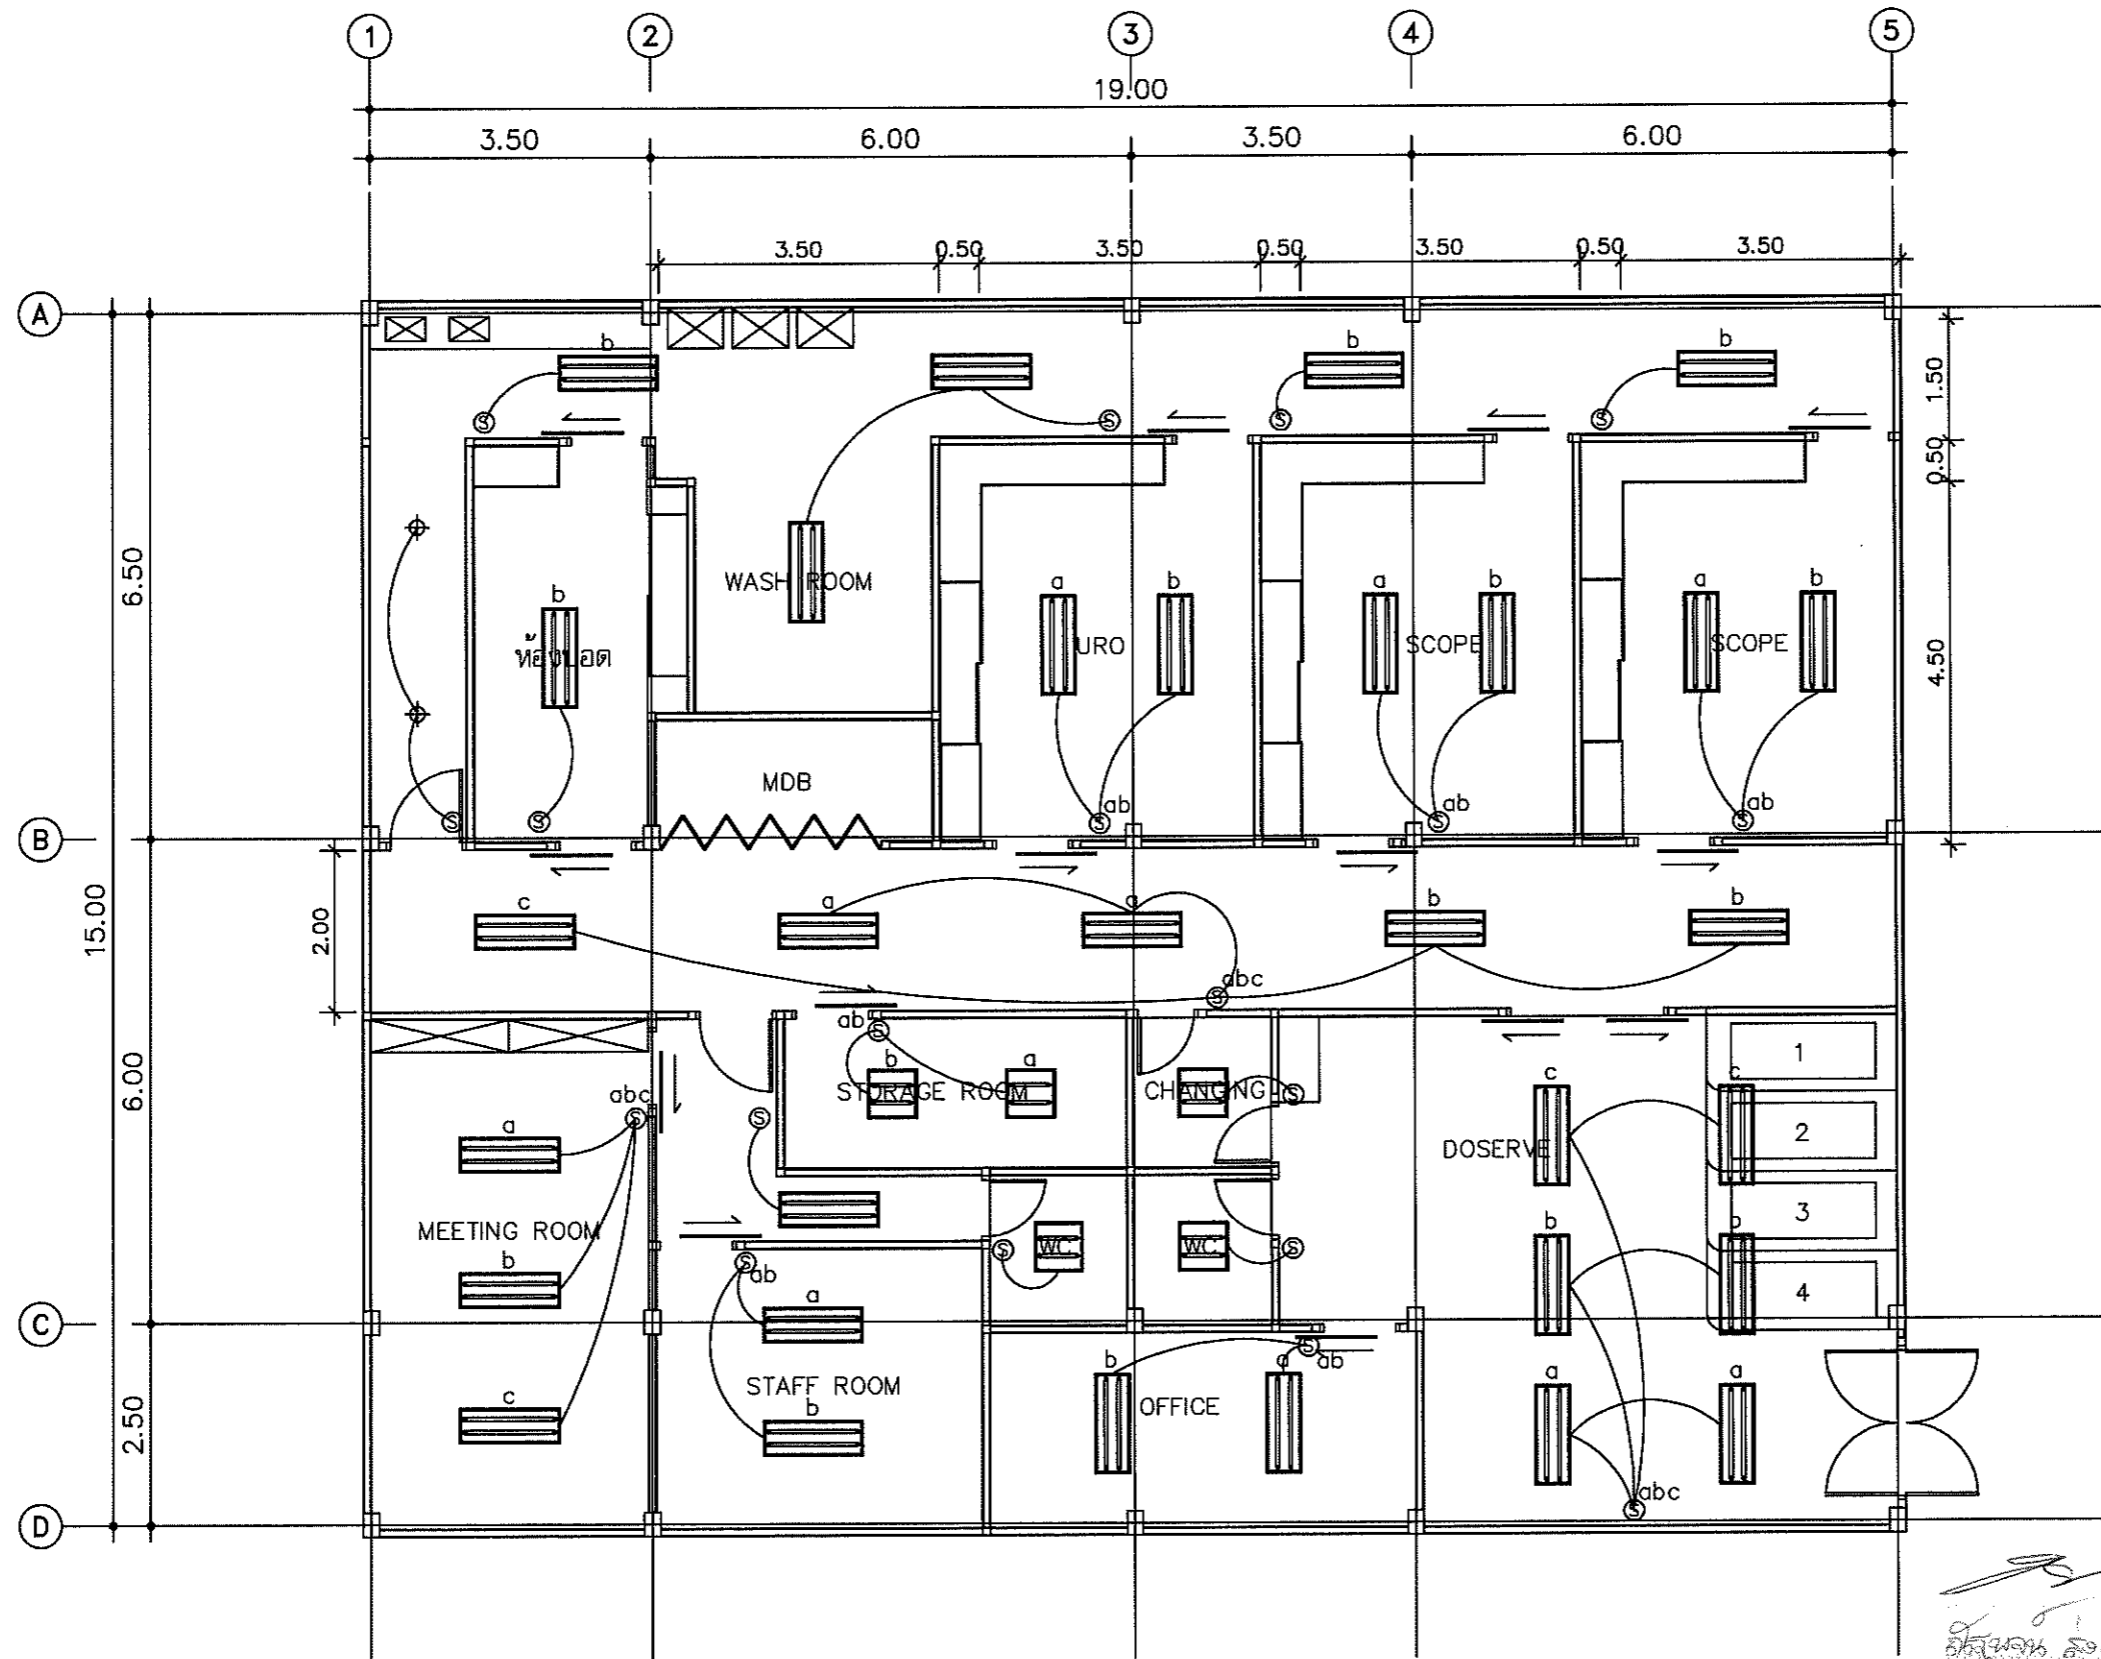 1 2 3 4 5
19.00
3.50 6.00 3.50 6.00
3.50 0.50 3.50 0.50 3.50 0.50 3.50
A
b b b
1.50
0.50
6.50
WASH ROOM
b a b a b a b
ห้องปอด URO SCOPE SCOPE
4.50
MDB
S S S ab S ab S ab
B
15.00
2.00
c a a b b
abc
ab
b a
STORAGE ROOM CHANGING
1
c c
6.00
abc
a
2
DOSERVE
3
MEETING ROOM
b b
WC WC
b ab
4
a
C
b a ab
c
STAFF ROOM
b
OFFICE
a a
2.50
abc
D